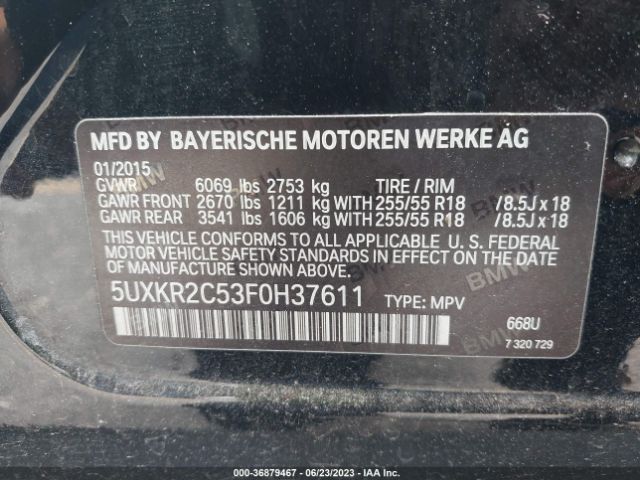 MFD BY BAYERISCHE MOTOREN WERKE AG
01/2015
GVWR 6069 lbs 2753 kg TIRE / RIM
GAWR FRONT 2670 lbs 1211 kg WITH 255/55 R18 /8.5J x 18
GAWR REAR 3541 lbs 1606 kg WITH 255/55 R18 /8.5J x 18
THIS VEHICLE CONFORMS TO ALL APPLICABLE U. S. FEDERAL
MOTOR VEHICLE SAFETY STANDARDS IN EFFECT ON THE
DATE OF MANUFACTURE SHOWN ABOVE.
5UXKR2C53F0H37611 TYPE: MPV
668U
7 320 729
000-36879467 - 06/23/2023 - IAA Inc.